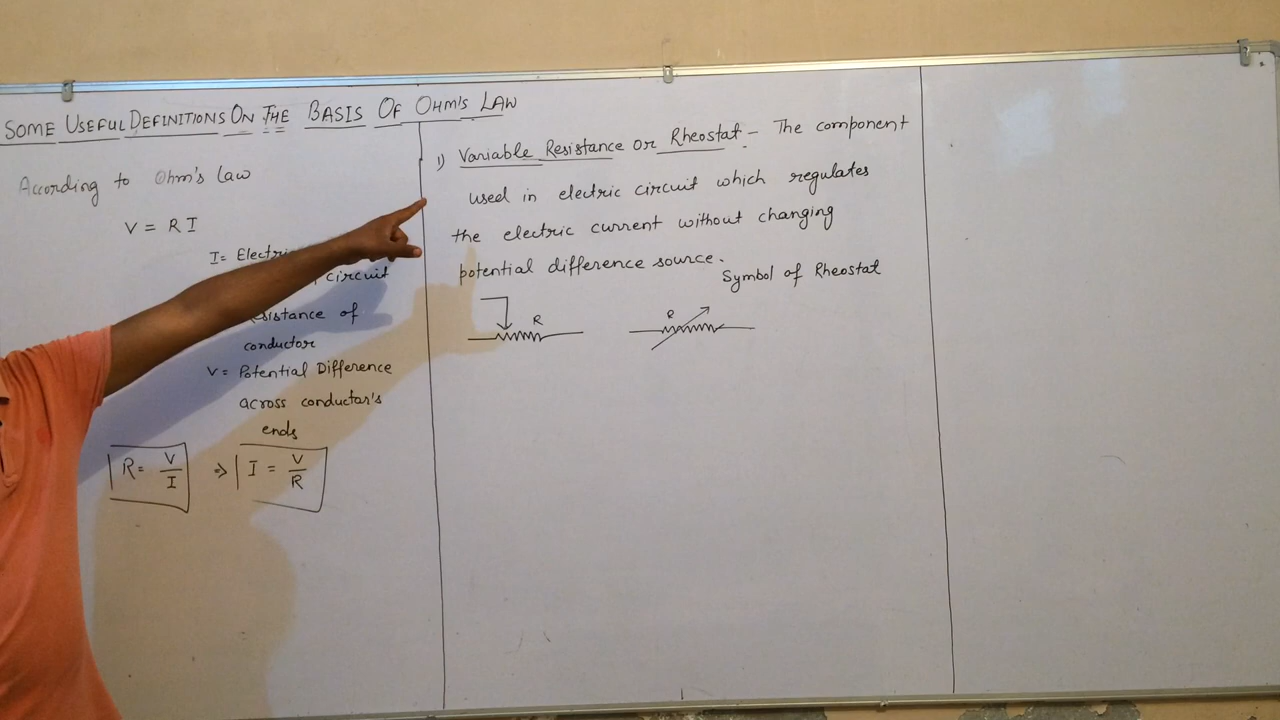 SOME USEFUL DEFINITIONS ON THE BASIS OF OHM'S LAW
According to Ohm's Law
V = R I
I = Electric
circuit
sistance of
conductor
V = Potential Difference
across conductor's
ends
R = V/I ⇒ I = V/R
1) Variable Resistance or Rheostat - The component
used in electric circuit which regulates
the electric current without changing
potential difference source.
Symbol of Rheostat
R
R